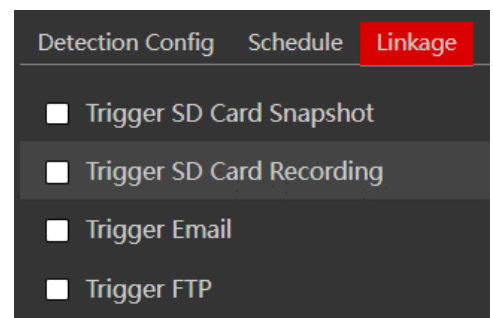 Detection Config Schedule Linkage
Trigger SD Card Snapshot
Trigger SD Card Recording
Trigger Email
Trigger FTP